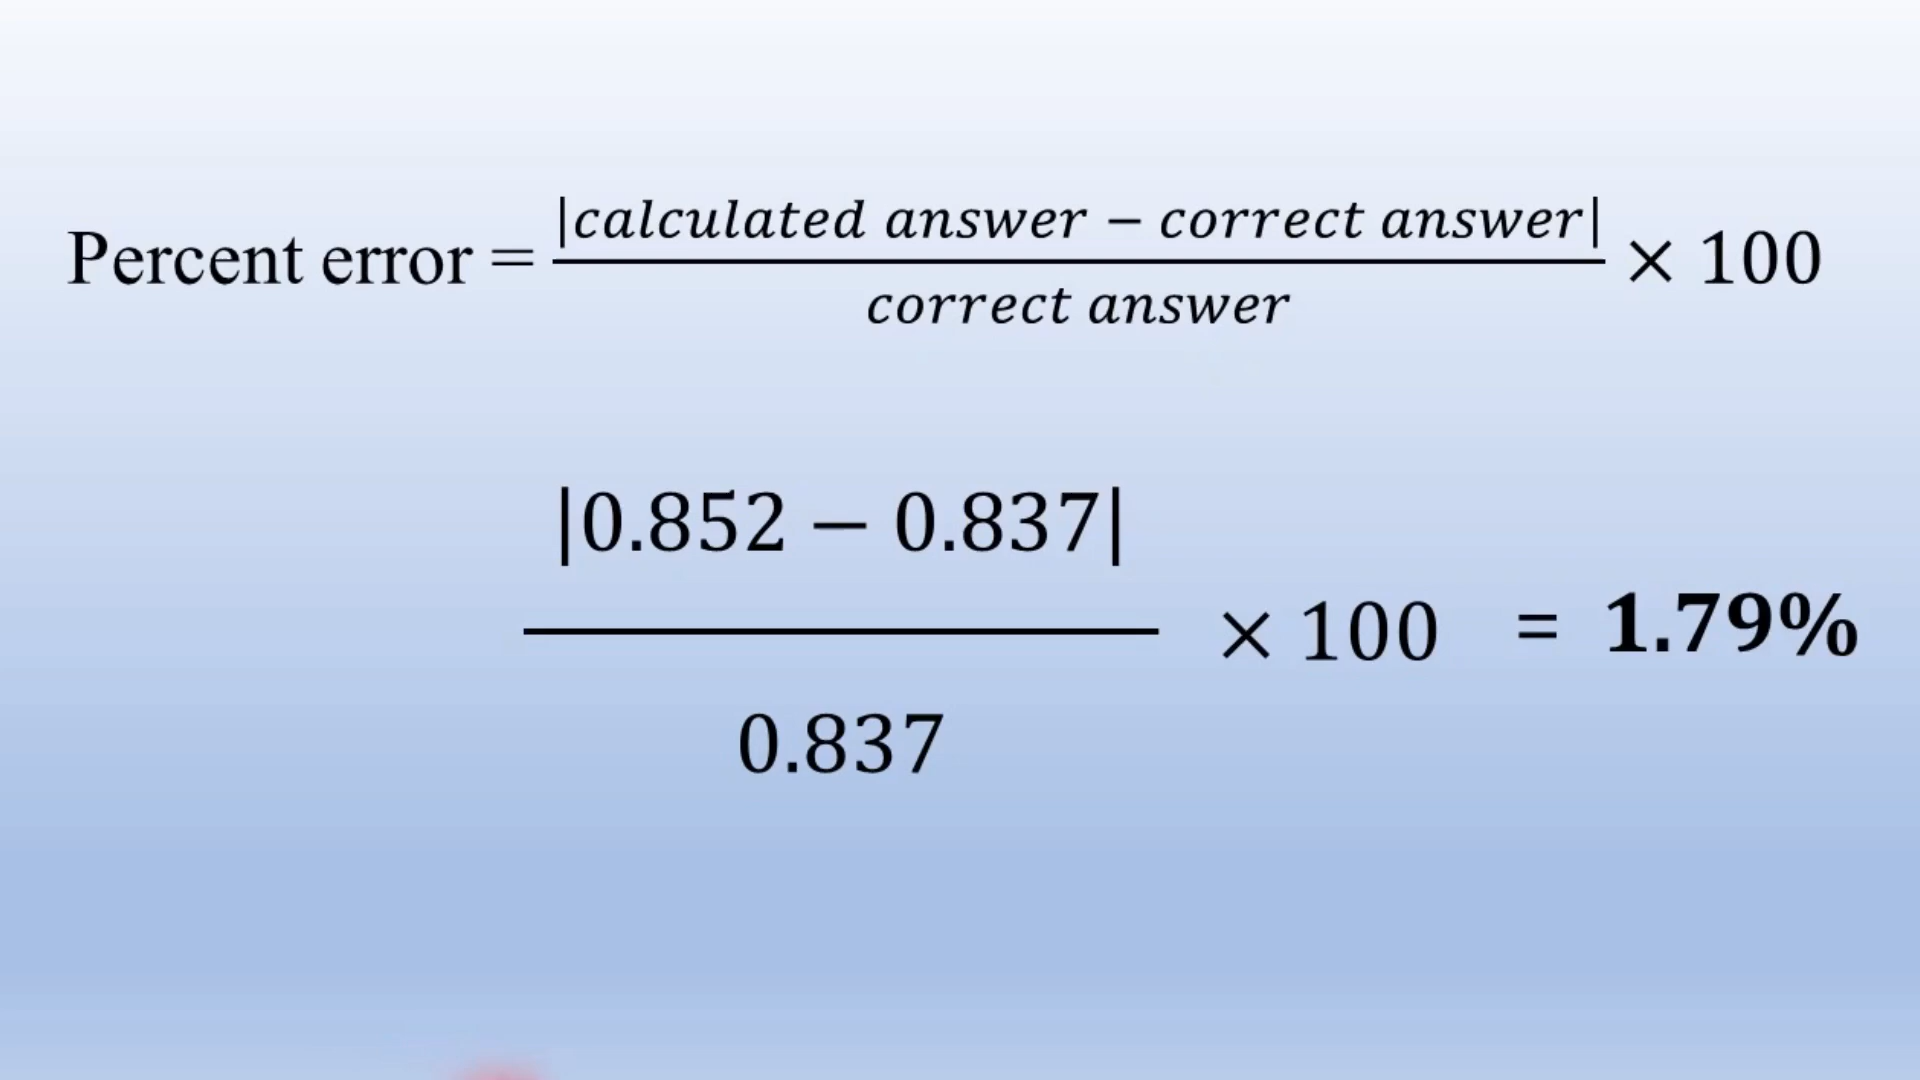 Percent error = |calculated answer − correct answer| / correct answer × 100
|0.852 − 0.837|
× 100 = 1.79%
0.837